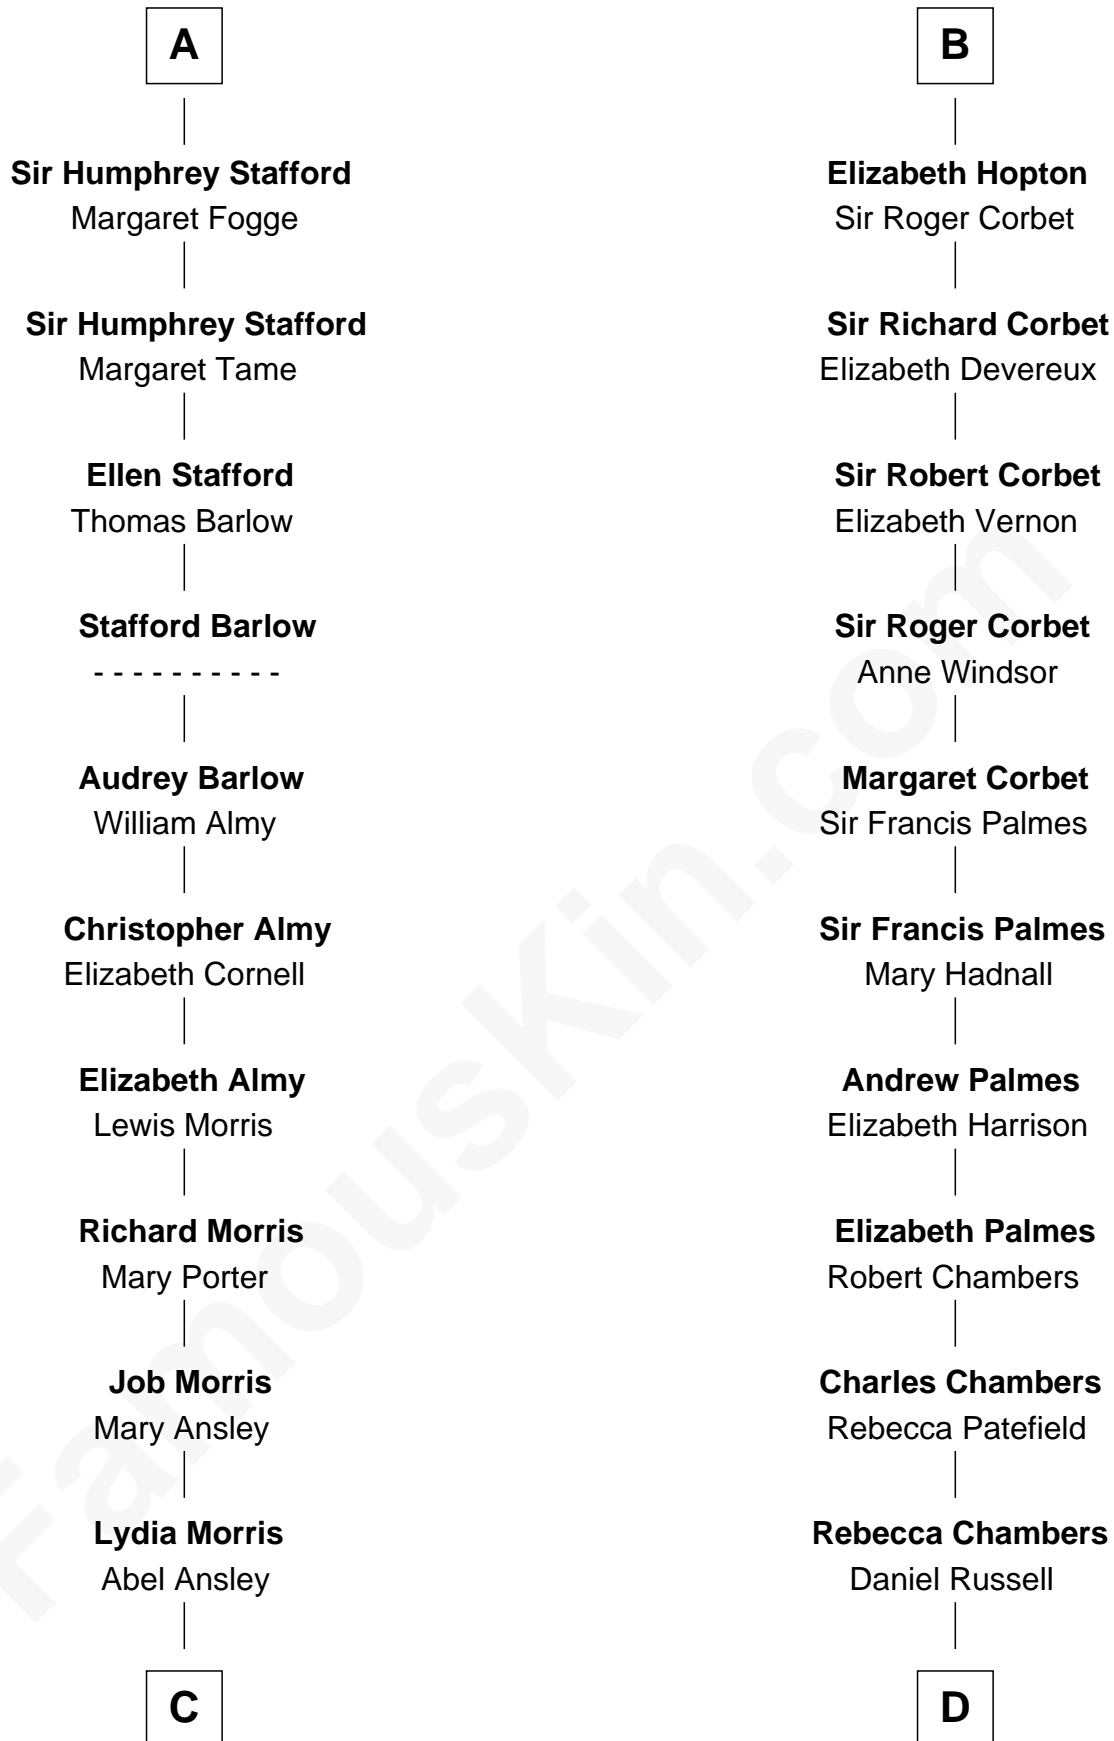 A
Sir Humphrey Stafford
Margaret Fogge
Sir Humphrey Stafford
Margaret Tame
Ellen Stafford
Thomas Barlow
Stafford Barlow
- - - - - - - - - -
Audrey Barlow
William Almy
Christopher Almy
Elizabeth Cornell
Elizabeth Almy
Lewis Morris
Richard Morris
Mary Porter
Job Morris
Mary Ansley
Lydia Morris
Abel Ansley
C
B
Elizabeth Hopton
Sir Roger Corbet
Sir Richard Corbet
Elizabeth Devereux
Sir Robert Corbet
Elizabeth Vernon
Sir Roger Corbet
Anne Windsor
Margaret Corbet
Sir Francis Palmes
Sir Francis Palmes
Mary Hadnall
Andrew Palmes
Elizabeth Harrison
Elizabeth Palmes
Robert Chambers
Charles Chambers
Rebecca Patefield
Rebecca Chambers
Daniel Russell
D
FamousKin.com